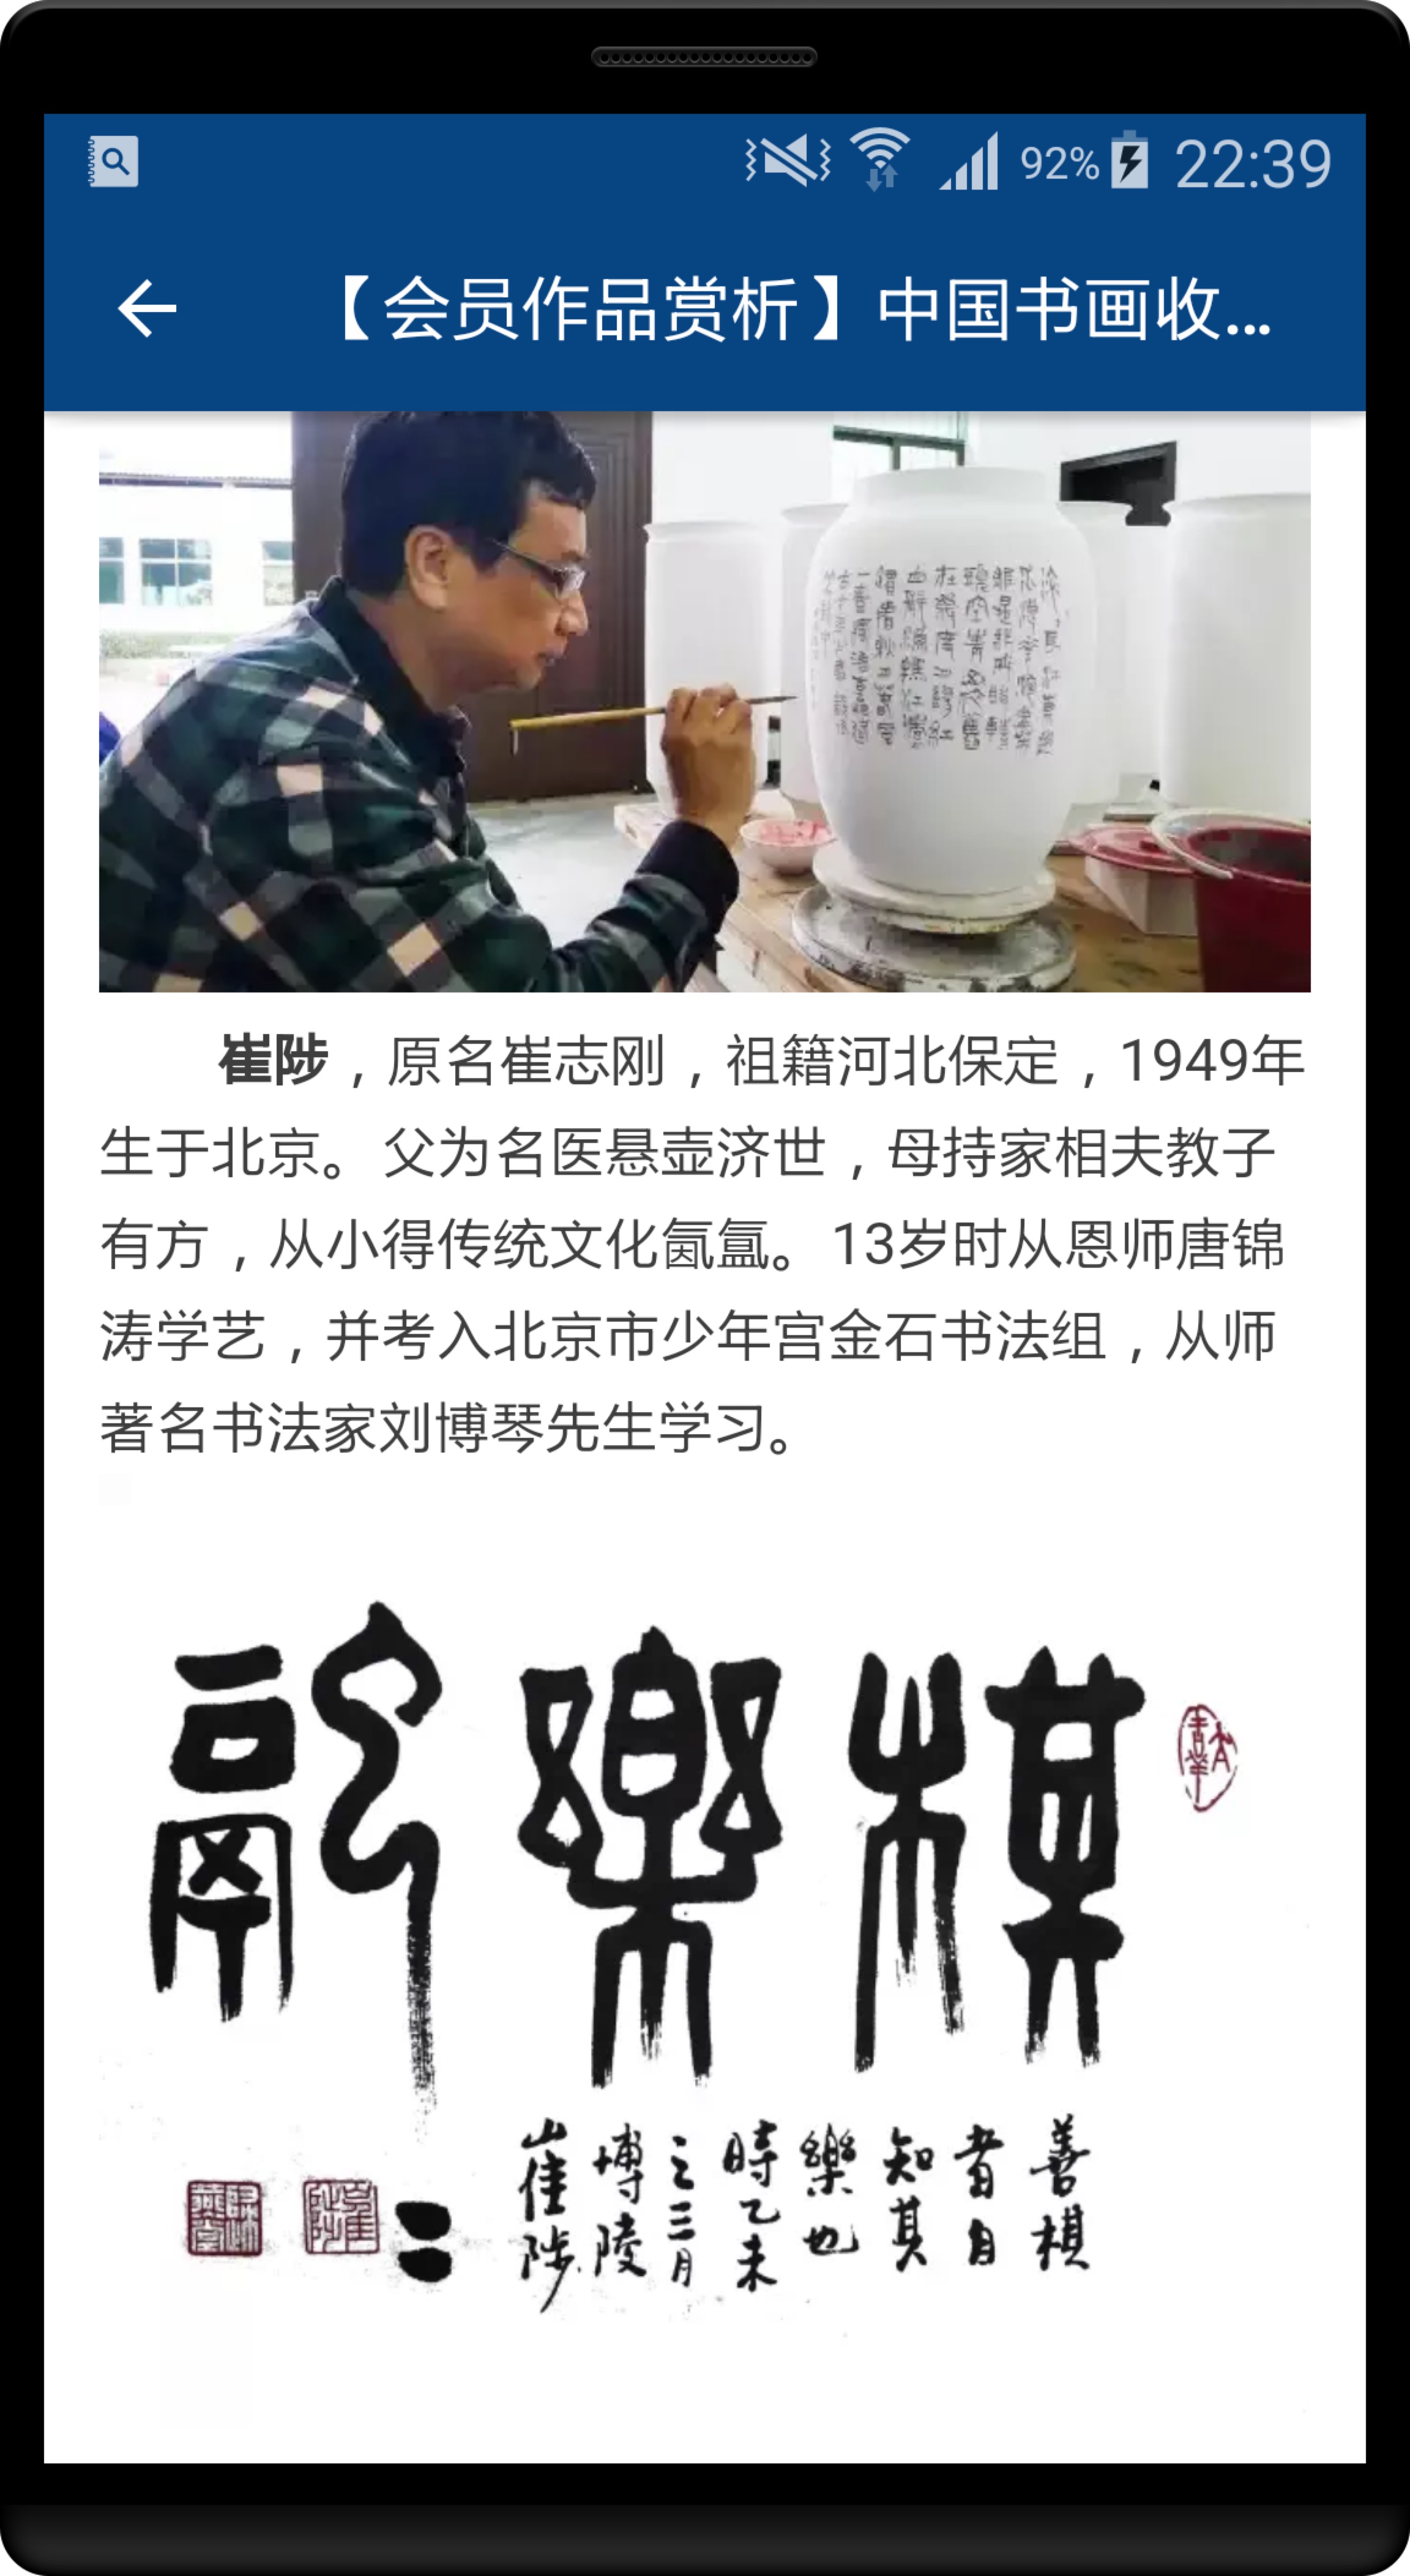 92% 22:39
【会员作品赏析】中国书画收...
崔陟，原名崔志刚，祖籍河北保定，1949年
生于北京。父为名医悬壶济世，母持家相夫教子
有方，从小得传统文化氤氲。13岁时从恩师唐锦
涛学艺，并考入北京市少年宫金石书法组，从师
著名书法家刘博琴先生学习。
棋樂融=
善棋
者自
知其
樂也
時乙未
之三月
博陵
崔陟